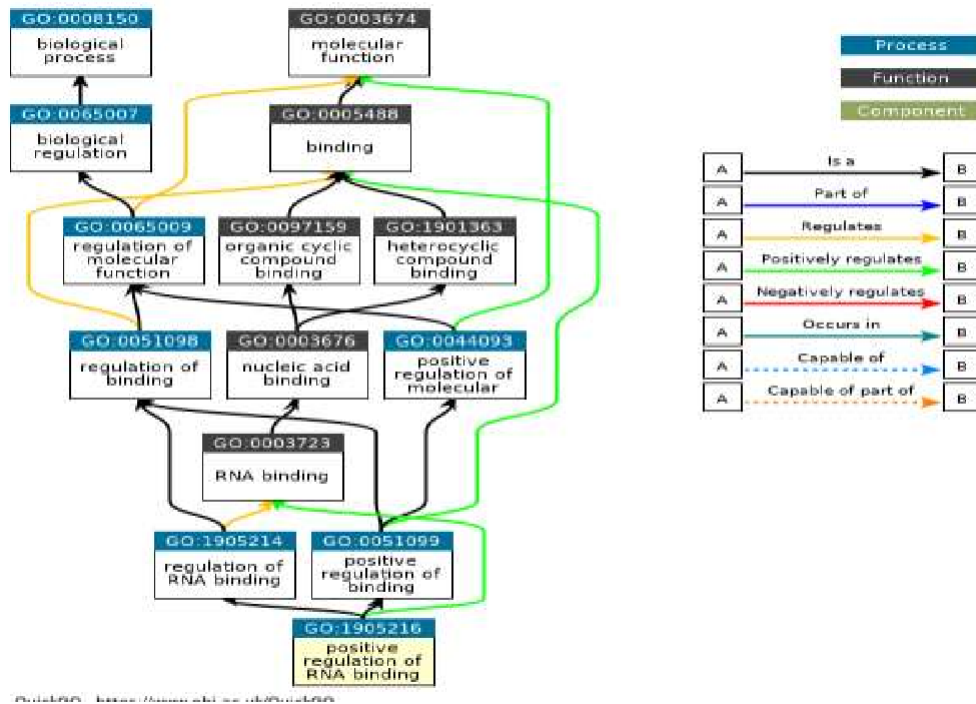 GO:0008150
biological
process
GO:0003674
molecular
function
Process
Function
Component
GO:0065007
biological
regulation
GO:0005488
binding
A Is a B
A Part of B
A Regulates B
A Positively regulates B
A Negatively regulates B
A Occurs in B
A Capable of B
A Capable of part of B
GO:0065009
regulation of
molecular
function
GO:0097159
organic cyclic
compound
binding
GO:1901363
heterocyclic
compound
binding
GO:0051098
regulation of
binding
GO:0003676
nucleic acid
binding
GO:0044093
positive
regulation of
molecular
GO:0003723
RNA binding
GO:1905214
regulation of
RNA binding
GO:0051099
positive
regulation of
binding
GO:1905216
positive
regulation of
RNA binding